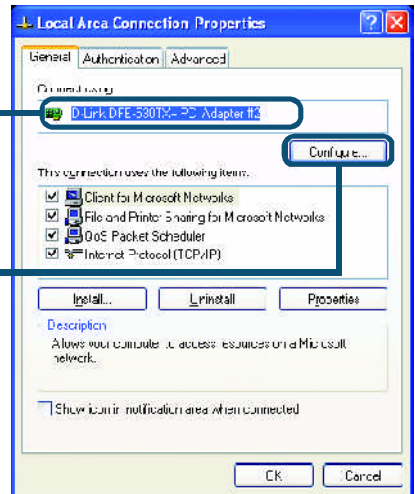 Local Area Connection Properties
General Authentication Advanced
Connect using:
D-Link DFE-530TX+ PCI Adapter #2
Configure...
This connection uses the following items:
Client for Microsoft Networks
File and Printer Sharing for Microsoft Networks
QoS Packet Scheduler
Internet Protocol (TCP/IP)
Install... Uninstall Properties
Description
Allows your computer to access resources on a Microsoft
network.
Show icon in notification area when connected
OK Cancel